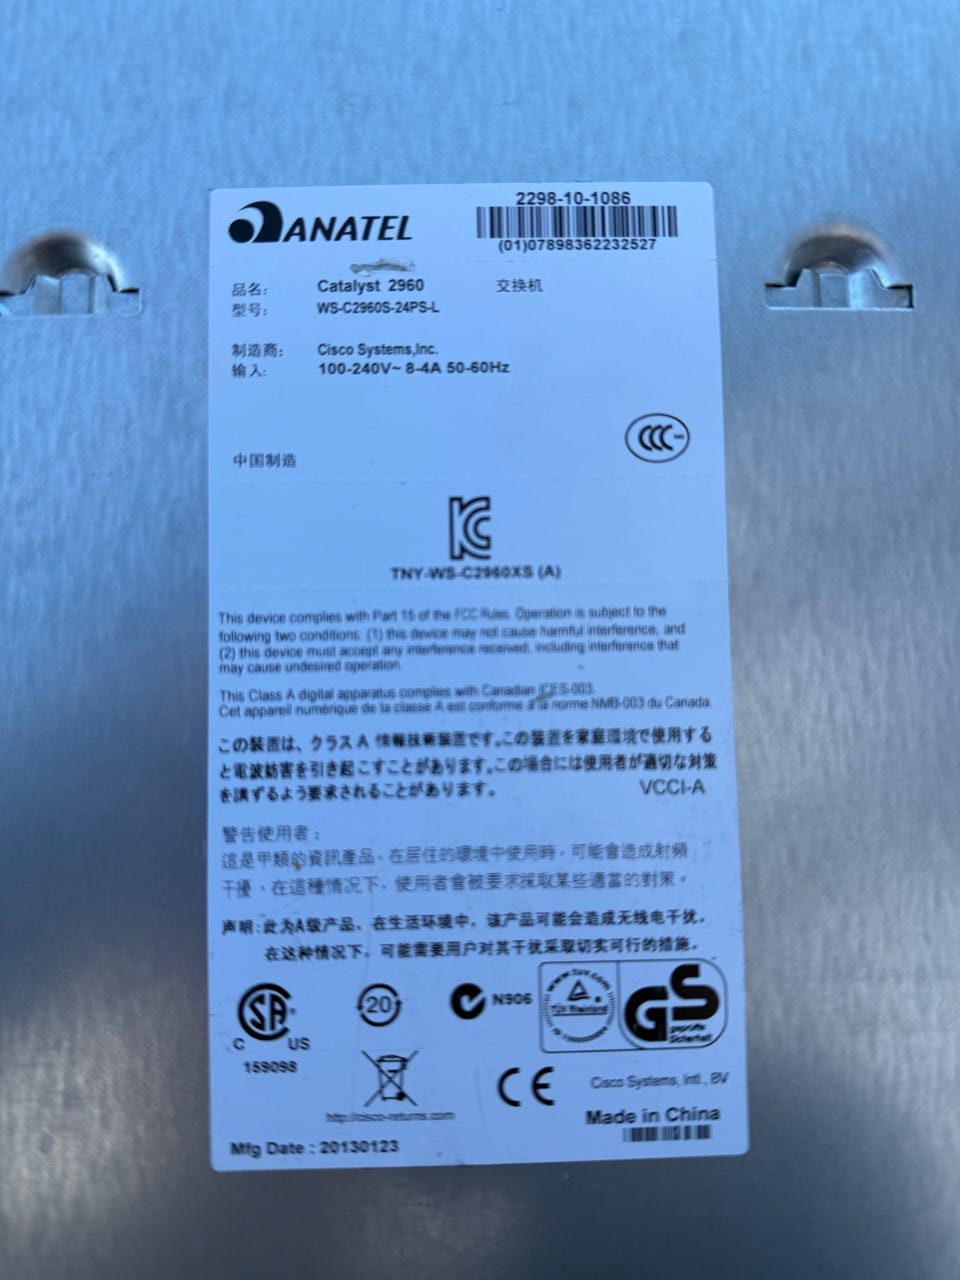 ANATEL
2298-10-1086
(01)07898362232527
品名: Catalyst 2960 交换机
型号: WS-C2960S-24PS-L
制造商: Cisco Systems,Inc.
输入: 100-240V~ 8-4A 50-60Hz
CCC
中国制造
KC
TNY-WS-C2960XS (A)
This device complies with Part 15 of the FCC Rules. Operation is subject to the
following two conditions: (1) this device may not cause harmful interference, and
(2) this device must accept any interference received, including interference that
may cause undesired operation.
This Class A digital apparatus complies with Canadian ICES-003.
Cet appareil numérique de la classe A est conforme à la norme NMB-003 du Canada.
この装置は、クラスA 情報技術装置です。この装置を家庭環境で使用する
と電波妨害を引き起こすことがあります。この場合には使用者が適切な対策
を講ずるよう要求されることがあります。
VCCI-A
警告使用者:
這是甲類的資訊產品，在居住的環境中使用時，可能會造成射頻
干擾，在這種情况下，使用者會被要求採取某些適當的對策。
声明:此为A级产品，在生活环境中，该产品可能会造成无线电干扰，
在这种情况下，可能需要用户对其干扰采取切实可行的措施。
SA
C US
159098
20
N906
www.tuv.com
TÜV Rheinland
GS
geprüfte
Sicherheit
http://cisco-returns.com
CE
Cisco Systems, Intl., BV
Made in China
Mfg Date : 20130123